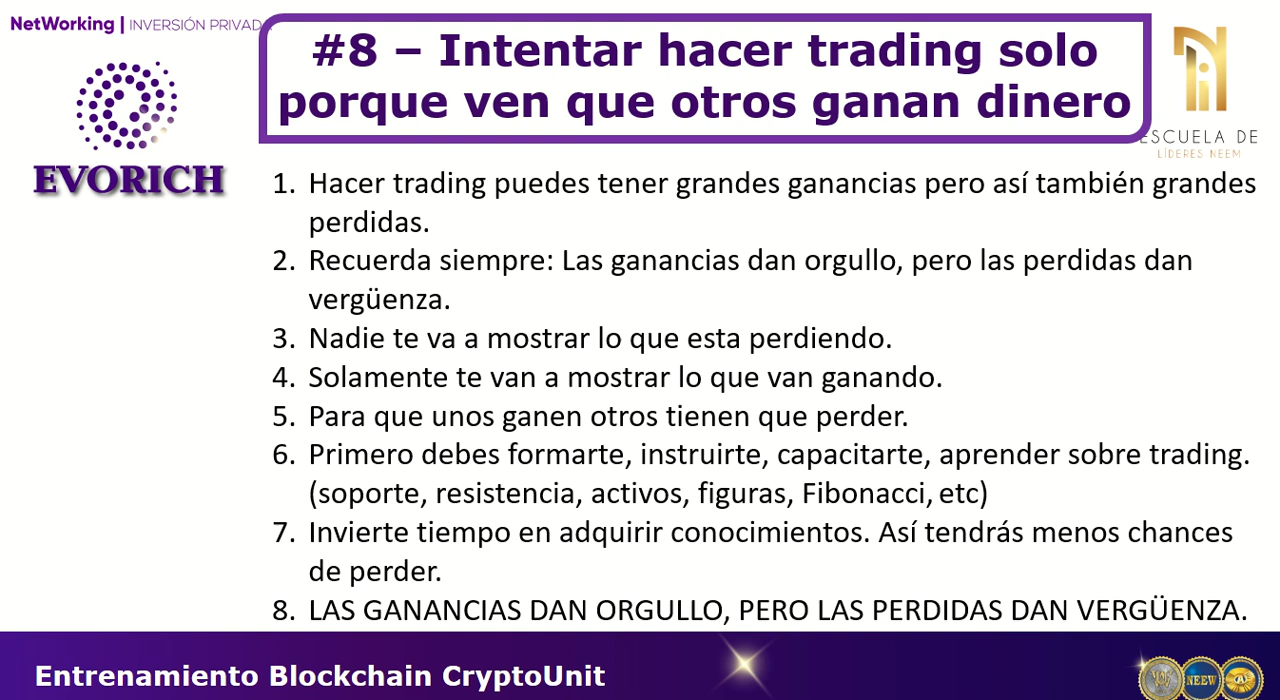 NetWorking | INVERSIÓN PRIVADA
#8 – Intentar hacer trading solo
porque ven que otros ganan dinero
ESCUELA DE
LÍDERES NEEM
EVORICH
1. Hacer trading puedes tener grandes ganancias pero así también grandes
perdidas.
2. Recuerda siempre: Las ganancias dan orgullo, pero las perdidas dan
vergüenza.
3. Nadie te va a mostrar lo que esta perdiendo.
4. Solamente te van a mostrar lo que van ganando.
5. Para que unos ganen otros tienen que perder.
6. Primero debes formarte, instruirte, capacitarte, aprender sobre trading.
(soporte, resistencia, activos, figuras, Fibonacci, etc)
7. Invierte tiempo en adquirir conocimientos. Así tendrás menos chances
de perder.
8. LAS GANANCIAS DAN ORGULLO, PERO LAS PERDIDAS DAN VERGÜENZA.
Entrenamiento Blockchain CryptoUnit
NEEW